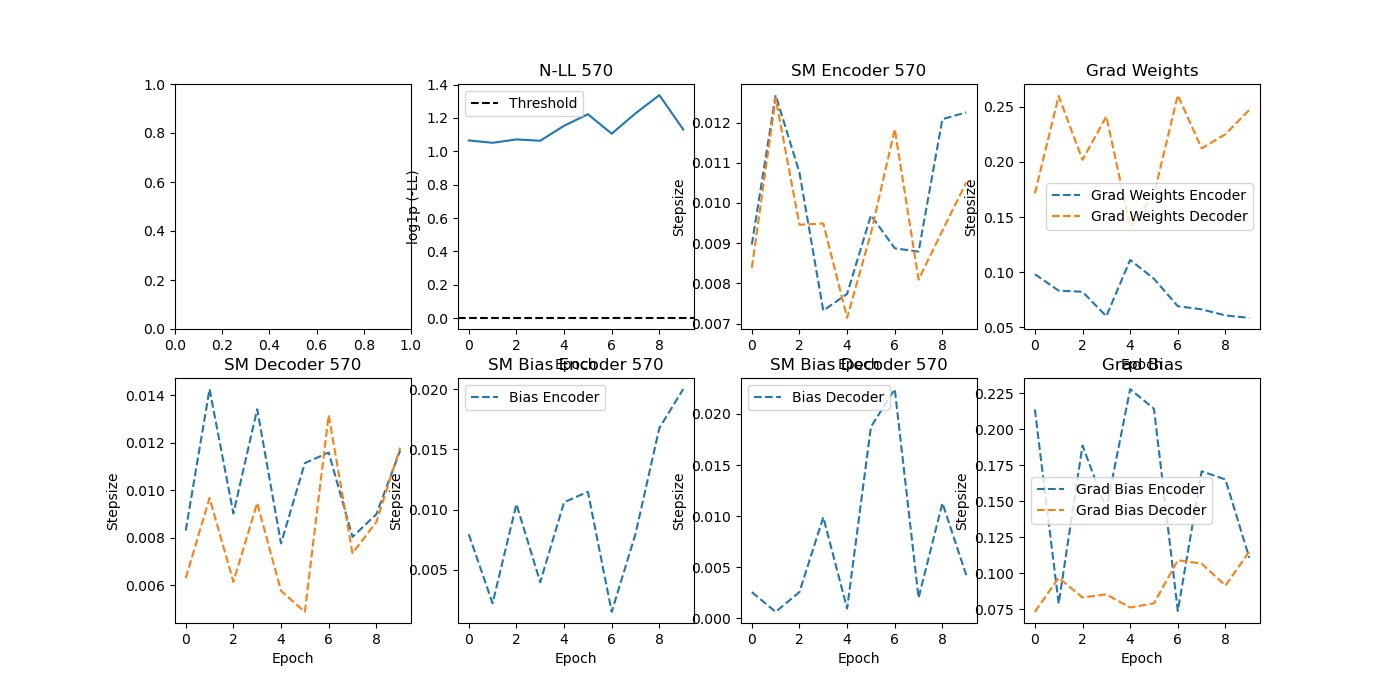 N-LL 570
SM Encoder 570
Grad Weights
1.0
0.8
0.6
0.4
0.2
0.0
0.0 0.2 0.4 0.6 0.8 1.0
log1p (-LL)
1.4
1.2
1.0
0.8
0.6
0.4
0.2
0.0
Threshold
0 2 4 6 8
Epoch
Stepsize
0.012
0.011
0.010
0.009
0.008
0.007
0 2 4 6 8
Epoch
Stepsize
0.25
0.20
0.15
0.10
0.05
Grad Weights Encoder
Grad Weights Decoder
0 2 4 6 8
Epoch
SM Decoder 570
SM Bias Encoder 570
SM Bias Decoder 570
Grad Bias
Stepsize
0.014
0.012
0.010
0.008
0.006
0 2 4 6 8
Epoch
Stepsize
0.020
0.015
0.010
0.005
Bias Encoder
0 2 4 6 8
Epoch
Stepsize
0.020
0.015
0.010
0.005
0.000
Bias Decoder
0 2 4 6 8
Epoch
Stepsize
0.225
0.200
0.175
0.150
0.125
0.100
0.075
Grad Bias Encoder
Grad Bias Decoder
0 2 4 6 8
Epoch